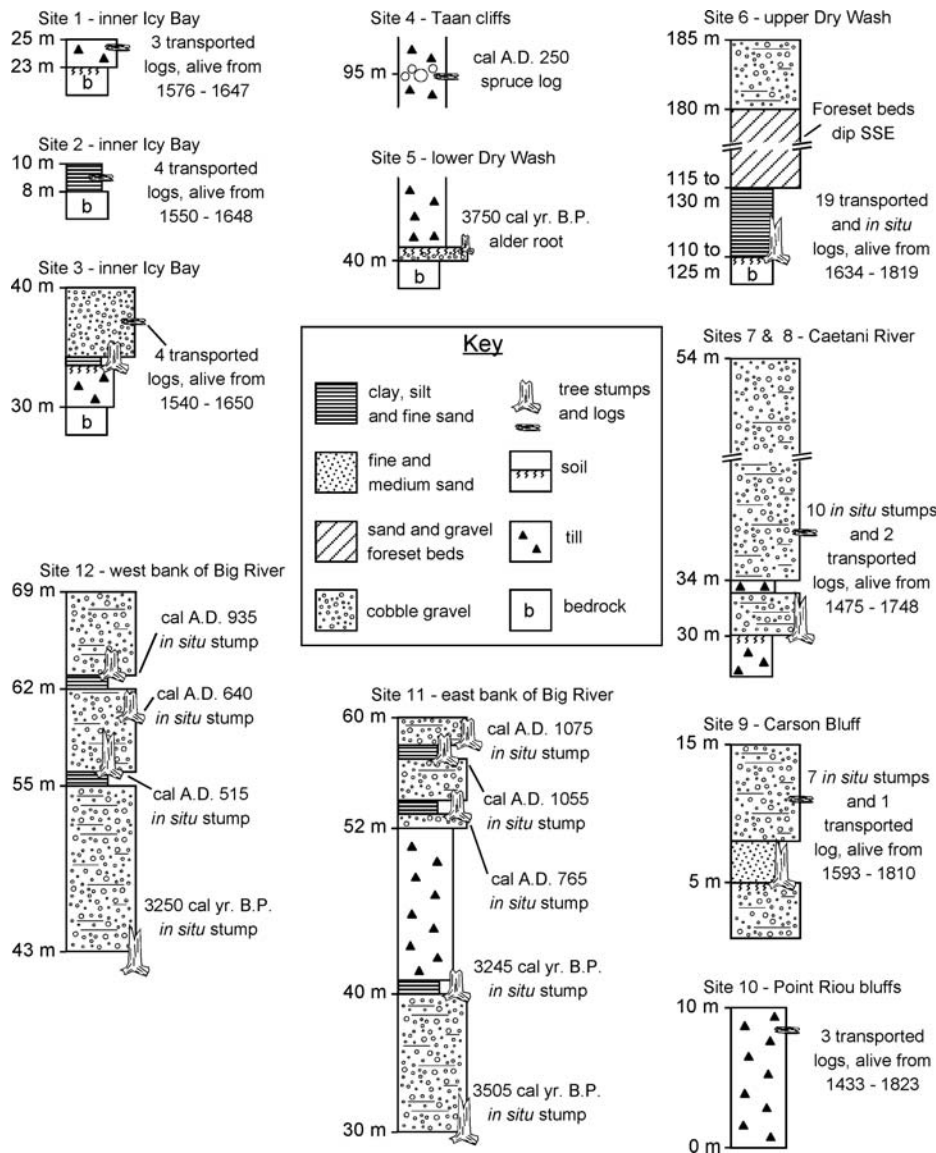 Site 1 - inner Icy Bay
25 m
23 m
b
3 transported
logs, alive from
1576 - 1647
Site 2 - inner Icy Bay
10 m
8 m
b
4 transported
logs, alive from
1550 - 1648
Site 3 - inner Icy Bay
40 m
30 m
b
4 transported
logs, alive from
1540 - 1650
Site 4 - Taan cliffs
95 m
cal A.D. 250
spruce log
Site 5 - lower Dry Wash
40 m
b
3750 cal yr. B.P.
alder root
Site 6 - upper Dry Wash
185 m
180 m
115 to
130 m
110 to
125 m
b
Foreset beds
dip SSE
19 transported
and in situ
logs, alive from
1634 - 1819
Key
clay, silt
and fine sand
fine and
medium sand
sand and gravel
foreset beds
cobble gravel
tree stumps
and logs
soil
till
b
bedrock
Sites 7 & 8 - Caetani River
54 m
34 m
30 m
10 in situ stumps
and 2
transported
logs, alive from
1475 - 1748
Site 12 - west bank of Big River
69 m
62 m
55 m
43 m
cal A.D. 935
in situ stump
cal A.D. 640
in situ stump
cal A.D. 515
in situ stump
3250 cal yr. B.P.
in situ stump
Site 11 - east bank of Big River
60 m
52 m
40 m
30 m
cal A.D. 1075
in situ stump
cal A.D. 1055
in situ stump
cal A.D. 765
in situ stump
3245 cal yr. B.P.
in situ stump
3505 cal yr. B.P.
in situ stump
Site 9 - Carson Bluff
15 m
5 m
7 in situ stumps
and 1
transported
log, alive from
1593 - 1810
Site 10 - Point Riou bluffs
10 m
0 m
3 transported
logs, alive from
1433 - 1823